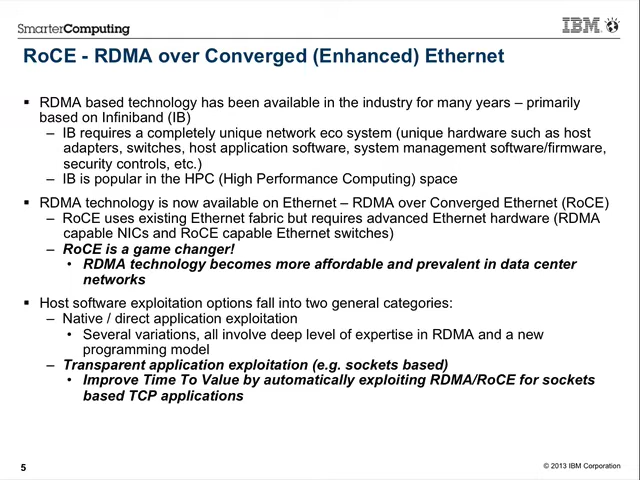 SmarterComputing
IBM
RoCE - RDMA over Converged (Enhanced) Ethernet
▪ RDMA based technology has been available in the industry for many years – primarily
based on Infiniband (IB)
– IB requires a completely unique network eco system (unique hardware such as host
adapters, switches, host application software, system management software/firmware,
security controls, etc.)
– IB is popular in the HPC (High Performance Computing) space
▪ RDMA technology is now available on Ethernet – RDMA over Converged Ethernet (RoCE)
– RoCE uses existing Ethernet fabric but requires advanced Ethernet hardware (RDMA
capable NICs and RoCE capable Ethernet switches)
– RoCE is a game changer!
• RDMA technology becomes more affordable and prevalent in data center
networks
▪ Host software exploitation options fall into two general categories:
– Native / direct application exploitation
• Several variations, all involve deep level of expertise in RDMA and a new
programming model
– Transparent application exploitation (e.g. sockets based)
• Improve Time To Value by automatically exploiting RDMA/RoCE for sockets
based TCP applications
5
© 2013 IBM Corporation